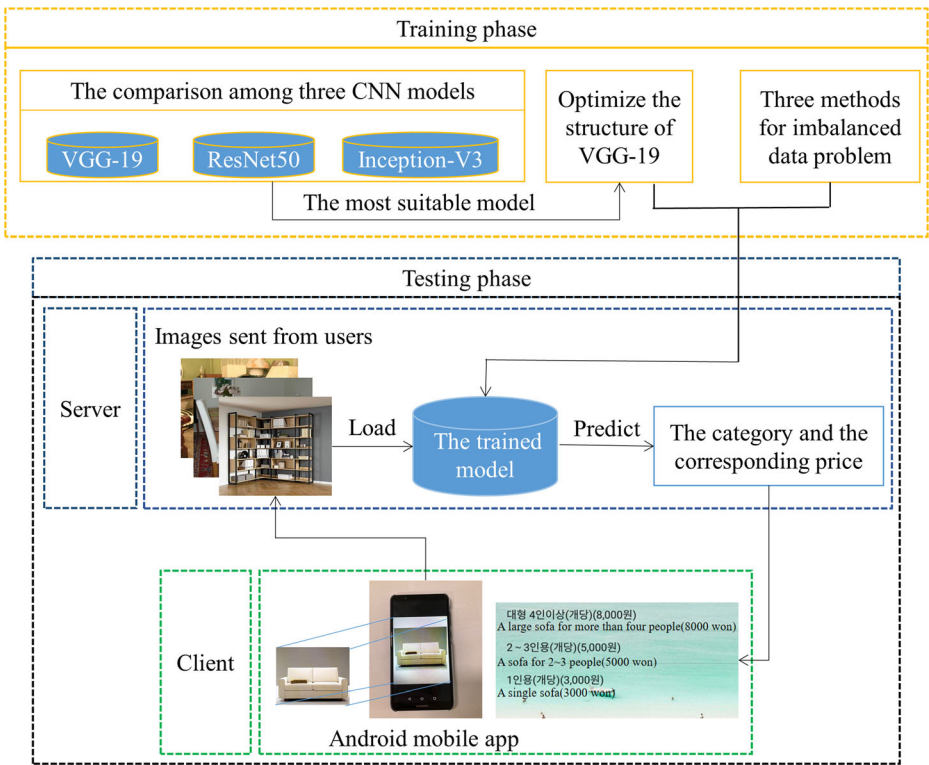 Training phase
The comparison among three CNN models
VGG-19
ResNet50
Inception-V3
The most suitable model
Optimize the
structure of
VGG-19
Three methods
for imbalanced
data problem
Testing phase
Server
Images sent from users
Load
The trained
model
Predict
The category and the
corresponding price
Client
Android mobile app
대형 4인이상(개당)(8,000원)
A large sofa for more than four people(8000 won)
2 ~ 3인용(개당)(5,000원)
A sofa for 2~3 people(5000 won)
1인용(개당)(3,000원)
A single sofa(3000 won)